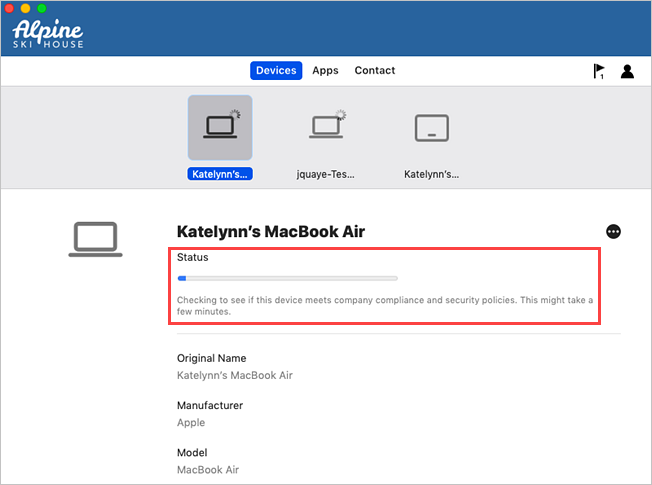 Alpine
SKI HOUSE
Devices Apps Contact
1
Katelynn's... jquaye-Tes... Katelynn's...
Katelynn’s MacBook Air
Status
Checking to see if this device meets company compliance and security policies. This might take a
few minutes.
Original Name
Katelynn’s MacBook Air
Manufacturer
Apple
Model
MacBook Air